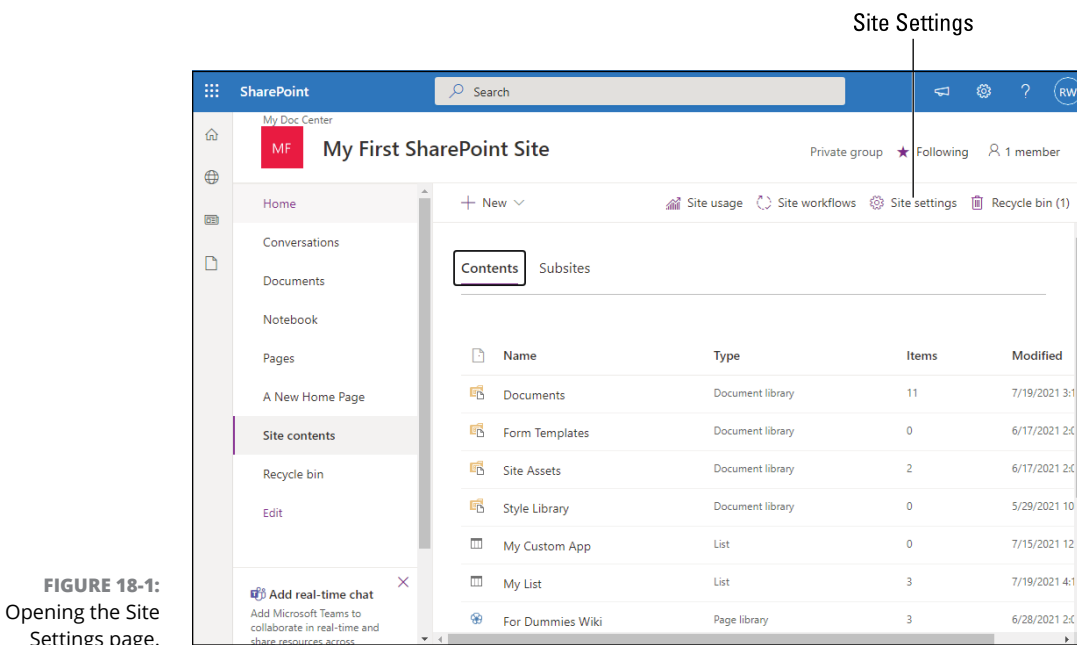 Site Settings
SharePoint
Search
?
RW
My Doc Center
MF
My First SharePoint Site
Private group ★ Following 1 member
Home
Conversations
Documents
Notebook
Pages
A New Home Page
Site contents
Recycle bin
Edit
Add real-time chat
Add Microsoft Teams to
collaborate in real-time and
share resources across
+ New
Site usage Site workflows Site settings Recycle bin (1)
Contents Subsites
Name Type Items Modified
Documents Document library 11 7/19/2021 3:1
Form Templates Document library 0 6/17/2021 2:0
Site Assets Document library 2 6/17/2021 2:0
Style Library Document library 0 5/29/2021 10
My Custom App List 0 7/15/2021 12
My List List 3 7/19/2021 4:1
For Dummies Wiki Page library 3 6/28/2021 2:0
FIGURE 18-1:
Opening the Site
Settings page.